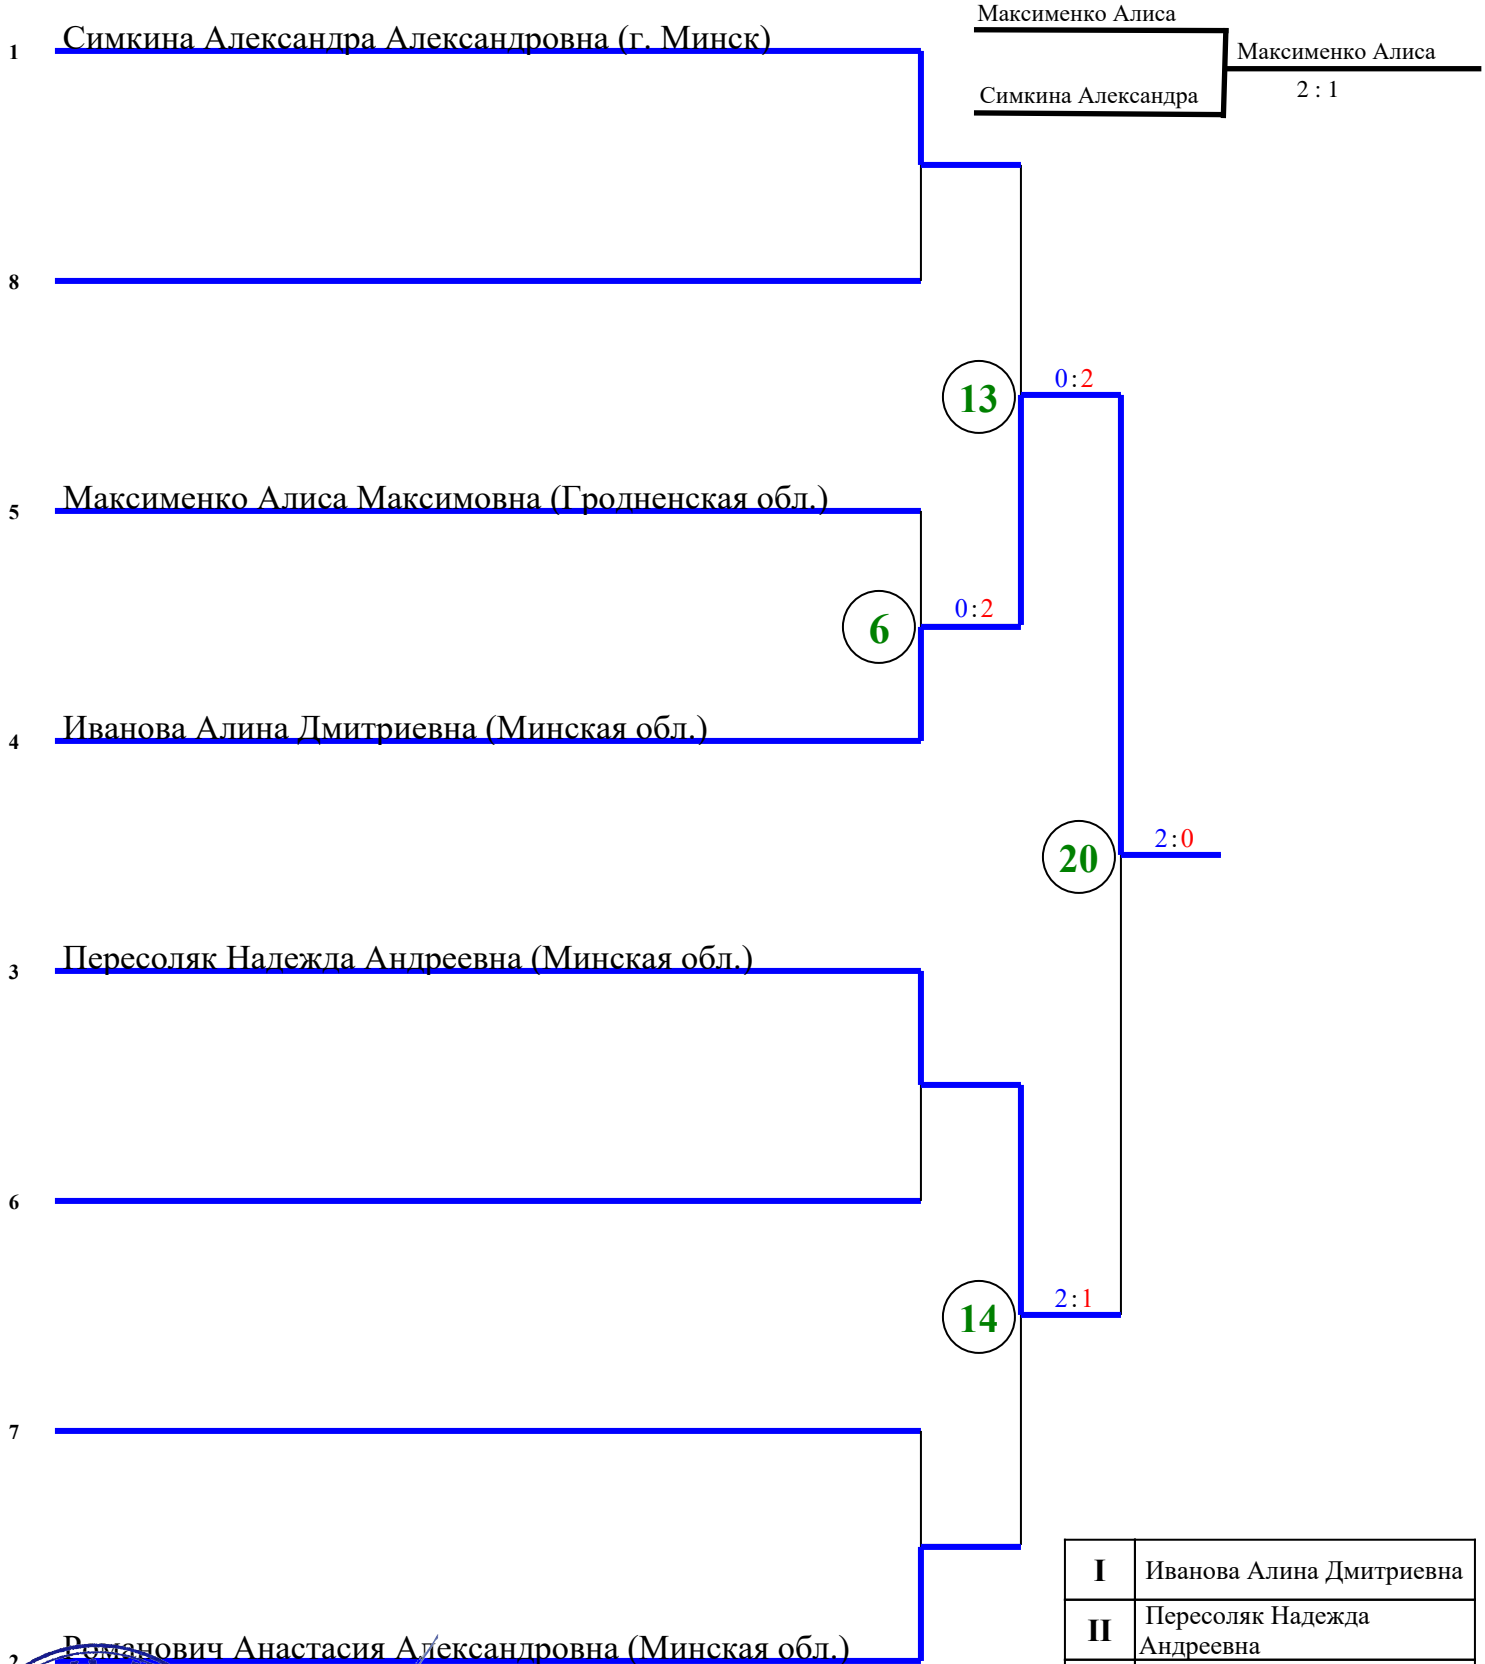 Максименко Алиса
1 Симкина Александра Александровна (г. Минск)
Максименко Алиса
Симкина Александра
2 : 1
8
13
0:2
5 Максименко Алиса Максимовна (Гродненская обл.)
6
0:2
4 Иванова Алина Дмитриевна (Минская обл.)
20
2:0
3 Пересоляк Надежда Андреевна (Минская обл.)
6
14
2:1
7
I Иванова Алина Дмитриевна
II Пересоляк Надежда
Андреевна
2 Романович Анастасия Александровна (Минская обл.)